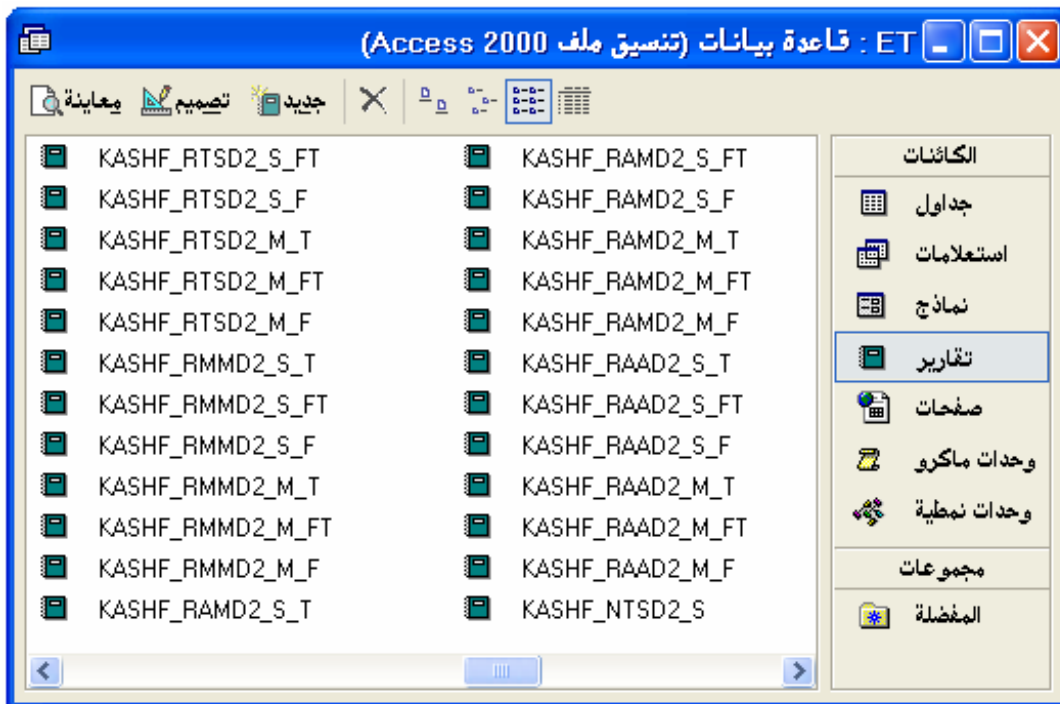 ET : قاعدة بيانات (تنسيق ملف Access 2000)
معاينة تصميم جديد
الكائنات
جداول
استعلامات
نماذج
تقارير
صفحات
وحدات ماكرو
وحدات نمطية
مجموعات
المفضلة
KASHF_RAMD2_S_FT
KASHF_RAMD2_S_F
KASHF_RAMD2_M_T
KASHF_RAMD2_M_FT
KASHF_RAMD2_M_F
KASHF_RAAD2_S_T
KASHF_RAAD2_S_FT
KASHF_RAAD2_S_F
KASHF_RAAD2_M_T
KASHF_RAAD2_M_FT
KASHF_RAAD2_M_F
KASHF_NTSD2_S
KASHF_RTSD2_S_FT
KASHF_RTSD2_S_F
KASHF_RTSD2_M_T
KASHF_RTSD2_M_FT
KASHF_RTSD2_M_F
KASHF_RMMD2_S_T
KASHF_RMMD2_S_FT
KASHF_RMMD2_S_F
KASHF_RMMD2_M_T
KASHF_RMMD2_M_FT
KASHF_RMMD2_M_F
KASHF_RAMD2_S_T